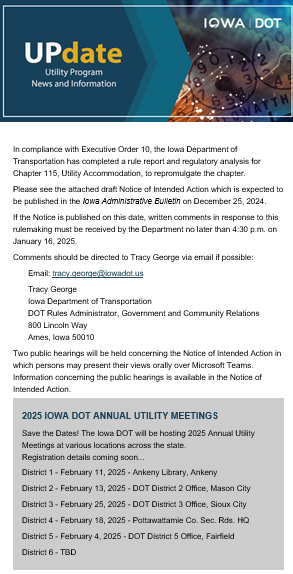 IOWA DOT
UPdate
Utility Program
News and Information
In compliance with Executive Order 10, the Iowa Department of
Transportation has completed a rule report and regulatory analysis for
Chapter 115, Utility Accommodation, to repromulgate the chapter.
Please see the attached draft Notice of Intended Action which is expected to
be published in the Iowa Administrative Bulletin on December 25, 2024.
If the Notice is published on this date, written comments in response to this
rulemaking must be received by the Department no later than 4:30 p.m. on
January 16, 2025.
Comments should be directed to Tracy George via email if possible:
Email: tracy.george@iowadot.us
Tracy George
Iowa Department of Transportation
DOT Rules Administrator, Government and Community Relations
800 Lincoln Way
Ames, Iowa 50010
Two public hearings will be held concerning the Notice of Intended Action in
which persons may present their views orally over Microsoft Teams.
Information concerning the public hearings is available in the Notice of
Intended Action.
2025 IOWA DOT ANNUAL UTILITY MEETINGS
Save the Dates! The Iowa DOT will be hosting 2025 Annual Utility
Meetings at various locations across the state.
Registration details coming soon...
District 1 - February 11, 2025 - Ankeny Library, Ankeny
District 2 - February 13, 2025 - DOT District 2 Office, Mason City
District 3 - February 25, 2025 - DOT District 3 Office, Sioux City
District 4 - February 18, 2025 - Pottawattamie Co. Sec. Rds. HQ
District 5 - February 4, 2025 - DOT District 5 Office, Fairfield
District 6 - TBD